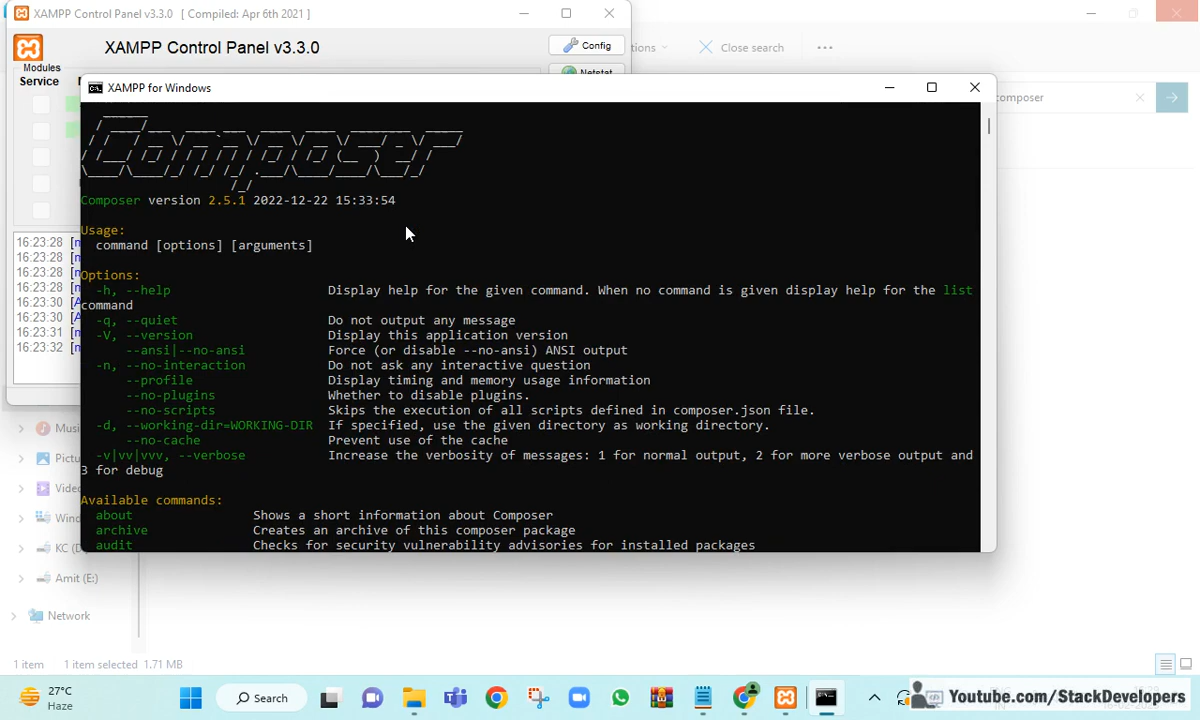 XAMPP Control Panel v3.3.0 [ Compiled: Apr 6th 2021 ]
XAMPP Control Panel v3.3.0
Config
Modules
Service
Netstat
Close search
composer
XAMPP for Windows
Composer
Composer version 2.5.1 2022-12-22 15:33:54
Usage:
command [options] [arguments]
Options:
-h, --help Display help for the given command. When no command is given display help for the list
command
-q, --quiet Do not output any message
-V, --version Display this application version
--ansi|--no-ansi Force (or disable --no-ansi) ANSI output
-n, --no-interaction Do not ask any interactive question
--profile Display timing and memory usage information
--no-plugins Whether to disable plugins.
--no-scripts Skips the execution of all scripts defined in composer.json file.
-d, --working-dir=WORKING-DIR If specified, use the given directory as working directory.
--no-cache Prevent use of the cache
-v|vv|vvv, --verbose Increase the verbosity of messages: 1 for normal output, 2 for more verbose output and
3 for debug
Available commands:
about Shows a short information about Composer
archive Creates an archive of this composer package
audit Checks for security vulnerability advisories for installed packages
16:23:28
16:23:28
16:23:28
16:23:28
16:23:30
16:23:30
16:23:31
16:23:32
KC
Amit (E:)
Network
1 item 1 item selected 1.71 MB
27°C
Haze
Search
Youtube.com/StackDevelopers